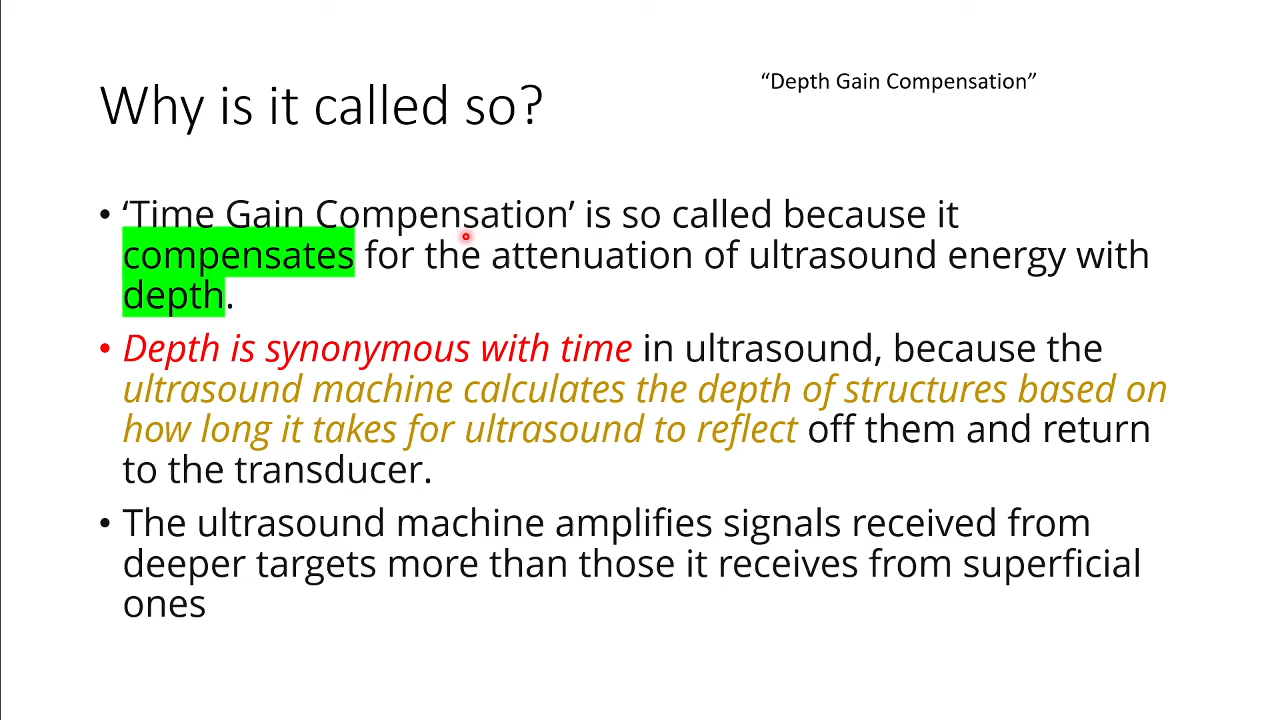 “Depth Gain Compensation”
Why is it called so?
• ‘Time Gain Compensation’ is so called because it
compensates for the attenuation of ultrasound energy with
depth.
• Depth is synonymous with time in ultrasound, because the
ultrasound machine calculates the depth of structures based on
how long it takes for ultrasound to reflect off them and return
to the transducer.
• The ultrasound machine amplifies signals received from
deeper targets more than those it receives from superficial
ones